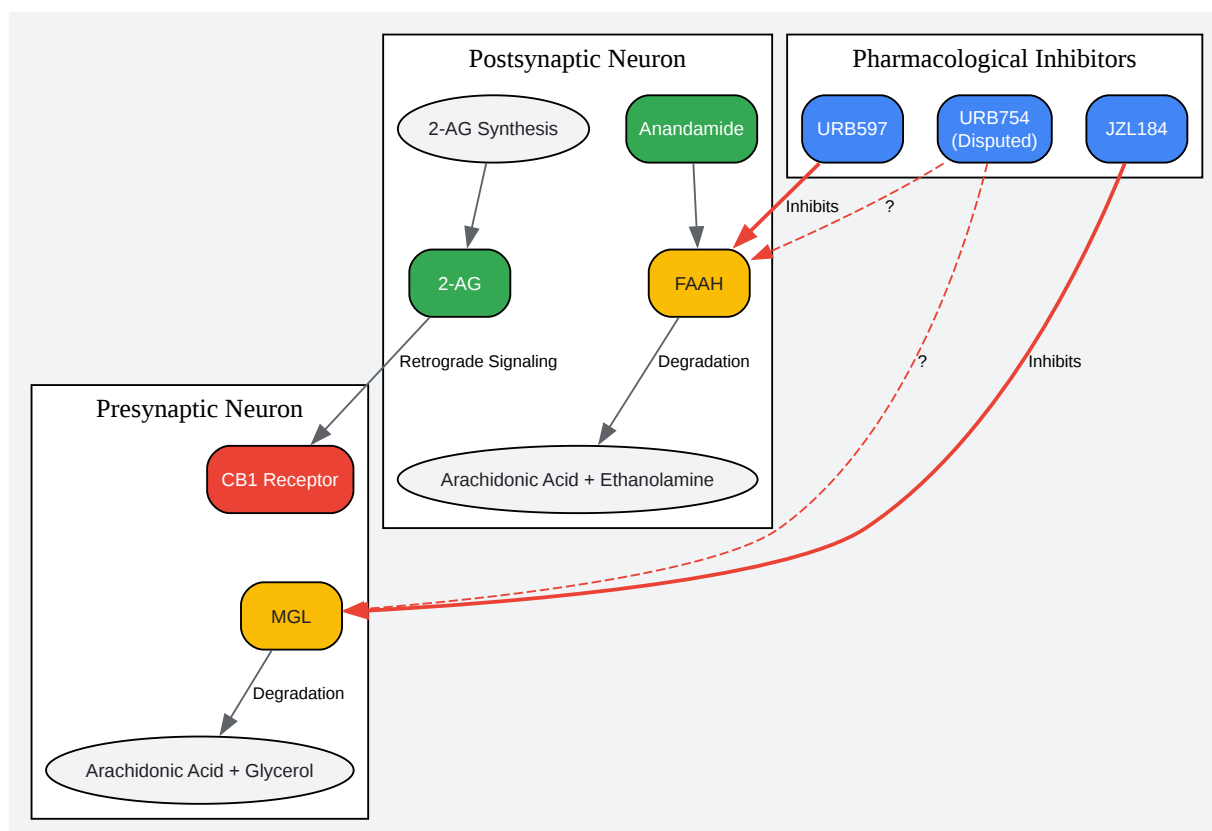 Postsynaptic Neuron
Pharmacological Inhibitors
2-AG Synthesis
Anandamide
URB597
URB754
(Disputed)
JZL184
Inhibits
?
2-AG
FAAH
Retrograde Signaling
Degradation
?
Inhibits
Presynaptic Neuron
CB1 Receptor
Arachidonic Acid + Ethanolamine
MGL
Degradation
Arachidonic Acid + Glycerol